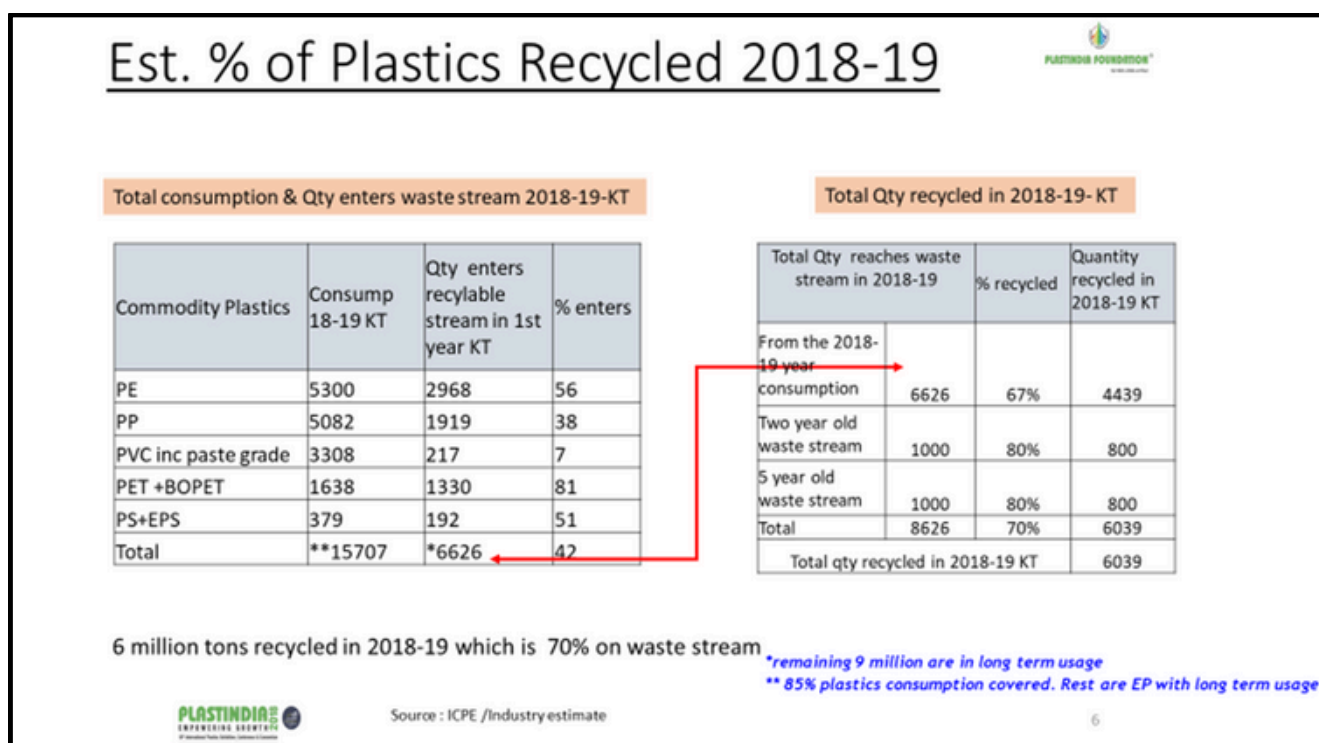 Est. % of Plastics Recycled 2018-19
PLASTINDIA FOUNDATION
Total consumption & Qty enters waste stream 2018-19-KT
Commodity Plastics Consump 18-19 KT Qty enters recylable stream in 1st year KT % enters
PE 5300 2968 56
PP 5082 1919 38
PVC inc paste grade 3308 217 7
PET +BOPET 1638 1330 81
PS+EPS 379 192 51
Total **15707 *6626 42
Total Qty recycled in 2018-19- KT
Total Qty reaches waste stream in 2018-19 % recycled Quantity recycled in 2018-19 KT
From the 2018-19 year consumption 6626 67% 4439
Two year old waste stream 1000 80% 800
5 year old waste stream 1000 80% 800
Total 8626 70% 6039
Total qty recycled in 2018-19 KT 6039
6 million tons recycled in 2018-19 which is 70% on waste stream
*remaining 9 million are in long term usage
** 85% plastics consumption covered. Rest are EP with long term usage
PLASTINDIA 2018
EMPOWERING GROWTH
Source : ICPE /Industry estimate
6